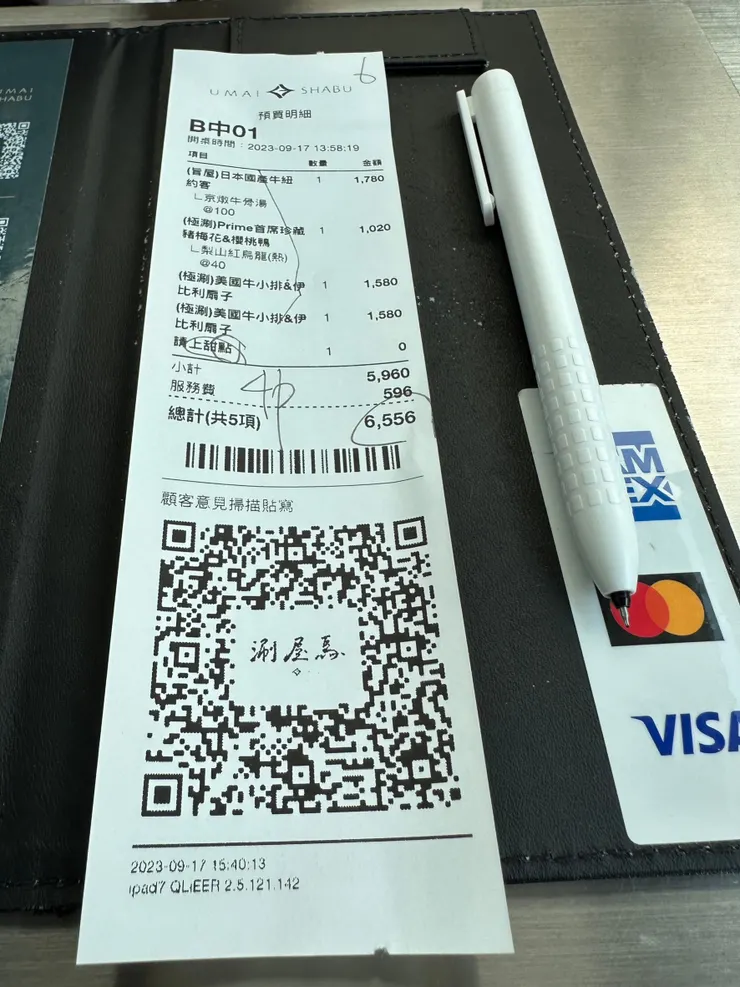 6
UMAI SHABU
預買明細
B中01
開桌時間：2023-09-17 13:58:19
項目 數量 金額
(首屋)日本國產牛紐 1 1,780
約客
∟京燉牛骨湯
@100
(極涮)Prime首席珍藏 1 1,020
豬梅花&櫻桃鴨
∟梨山紅烏龍(熱)
@40
(極涮)美國牛小排&伊 1 1,580
比利扇子
(極涮)美國牛小排&伊 1 1,580
比利扇子
請上甜點 1 0
小計 5,960
服務費 596
4P
總計(共5項) 6,556
顧客意見掃描貼寫
涮屋馬
2023-09-17 15:40:13
ipad7 QLiEER 2.5.121.142
UMAI
SHABU
AM
EX
VISA